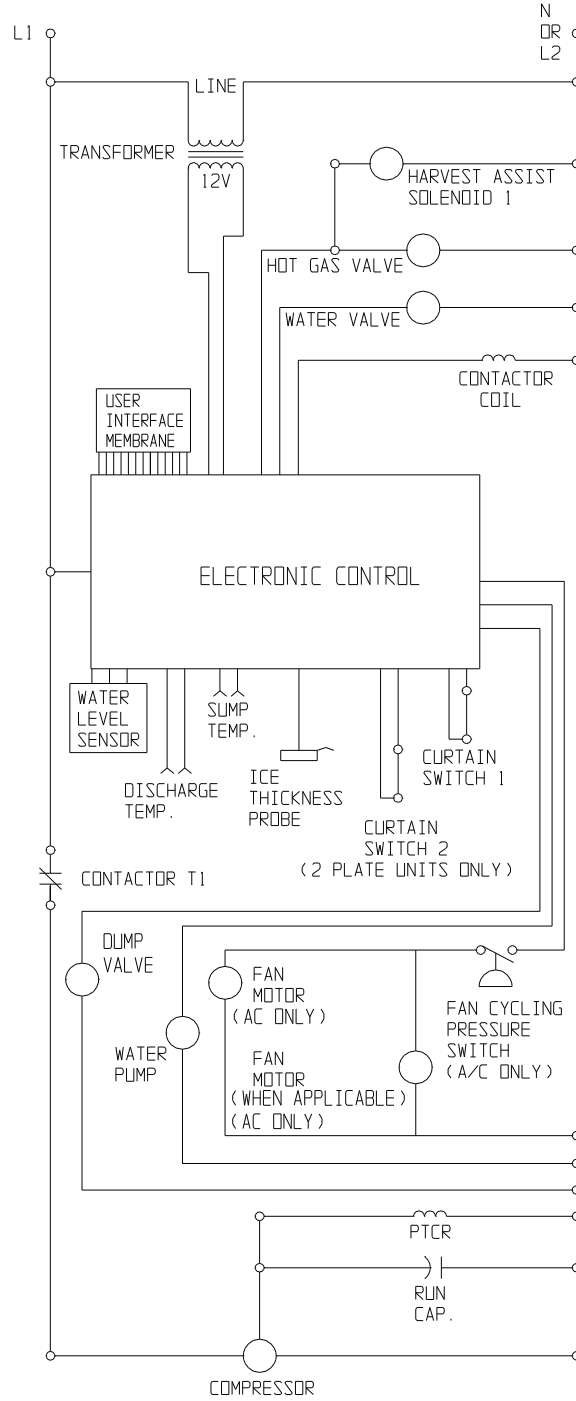 L1
N
OR
L2
LINE
TRANSFORMER
12V
HARVEST ASSIST
SOLENOID 1
HOT GAS VALVE
WATER VALVE
CONTACTOR
COIL
USER
INTERFACE
MEMBRANE
ELECTRONIC CONTROL
WATER
LEVEL
SENSOR
SUMP
TEMP.
DISCHARGE
TEMP.
ICE
THICKNESS
PROBE
CURTAIN
SWITCH 1
CURTAIN
SWITCH 2
(2 PLATE UNITS ONLY)
CONTACTOR T1
DUMP
VALVE
WATER
PUMP
FAN
MOTOR
(AC ONLY)
FAN
MOTOR
(WHEN APPLICABLE)
(AC ONLY)
FAN CYCLING
PRESSURE
SWITCH
(A/C ONLY)
PTCR
RUN
CAP.
COMPRESSOR